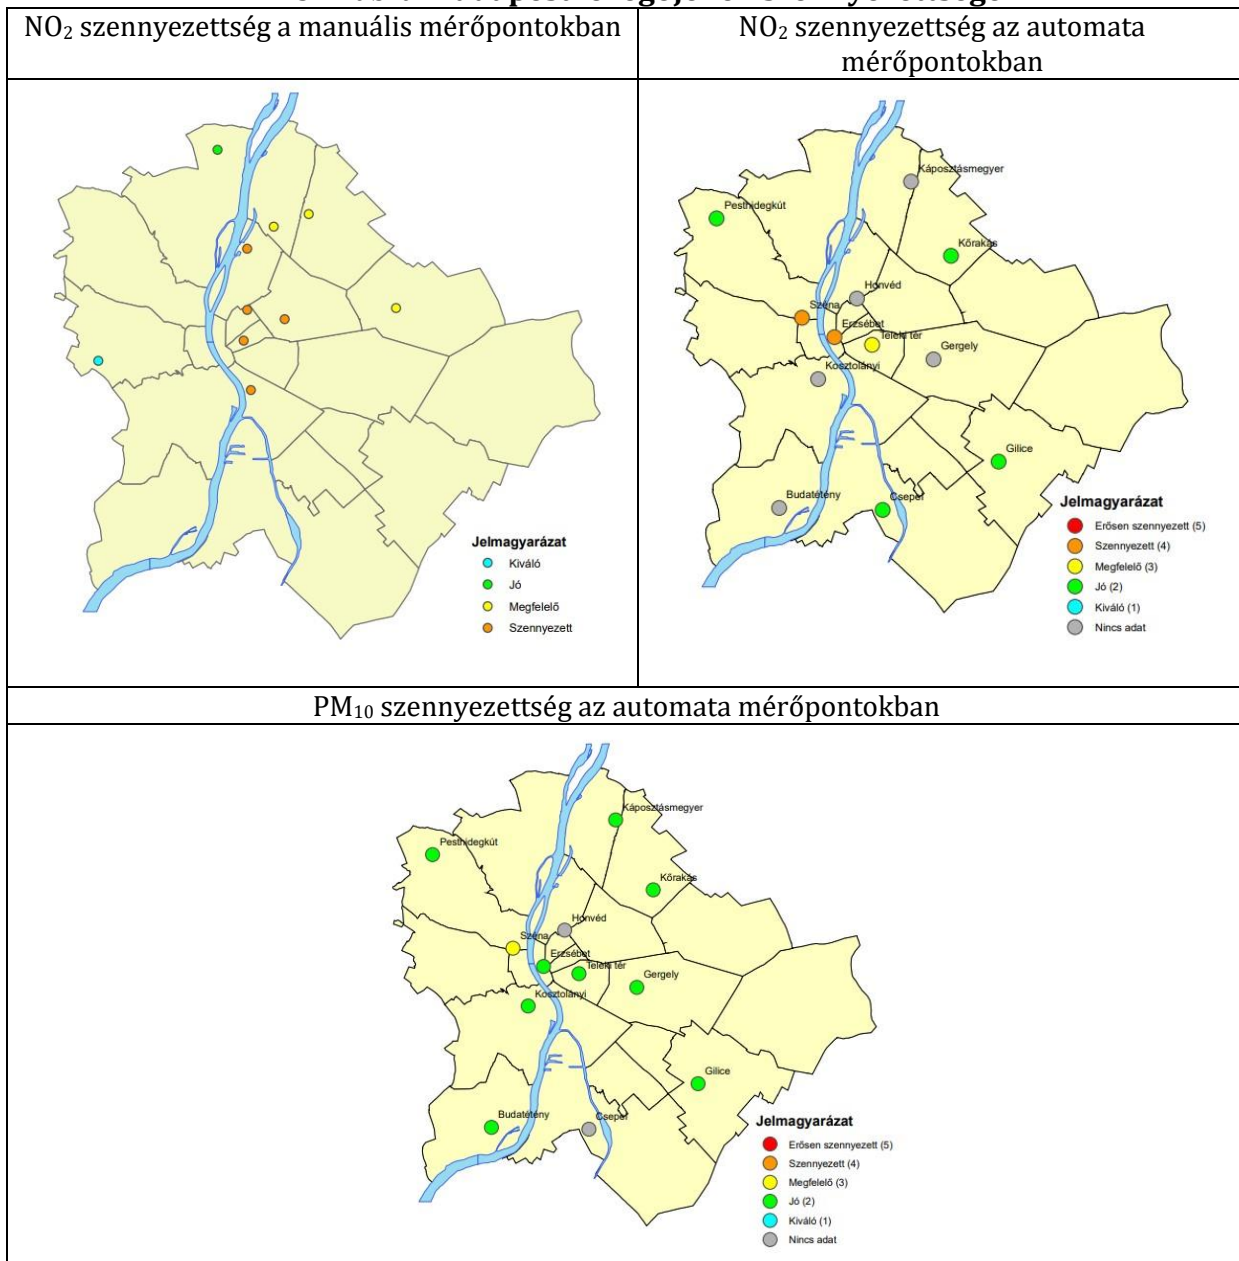 NO₂ szennyezettség a manuális mérőpontokban
NO₂ szennyezettség az automata
mérőpontokban
Jelmagyarázat
Kiváló
Jó
Megfelelő
Szennyezett
Káposztásmegyer
Pesthidegkút
Kőrakás
Honvéd
Széna
Erzsébet
Teleki tér
Gergely
Kosztolányi
Gilice
Budatétény
Csepel
Jelmagyarázat
Erősen szennyezett (5)
Szennyezett (4)
Megfelelő (3)
Jó (2)
Kiváló (1)
Nincs adat
PM₁₀ szennyezettség az automata mérőpontokban
Káposztásmegyer
Pesthidegkút
Kőrakás
Honvéd
Széna
Erzsébet
Teleki tér
Gergely
Kosztolányi
Gilice
Budatétény
Csepel
Jelmagyarázat
Erősen szennyezett (5)
Szennyezett (4)
Megfelelő (3)
Jó (2)
Kiváló (1)
Nincs adat